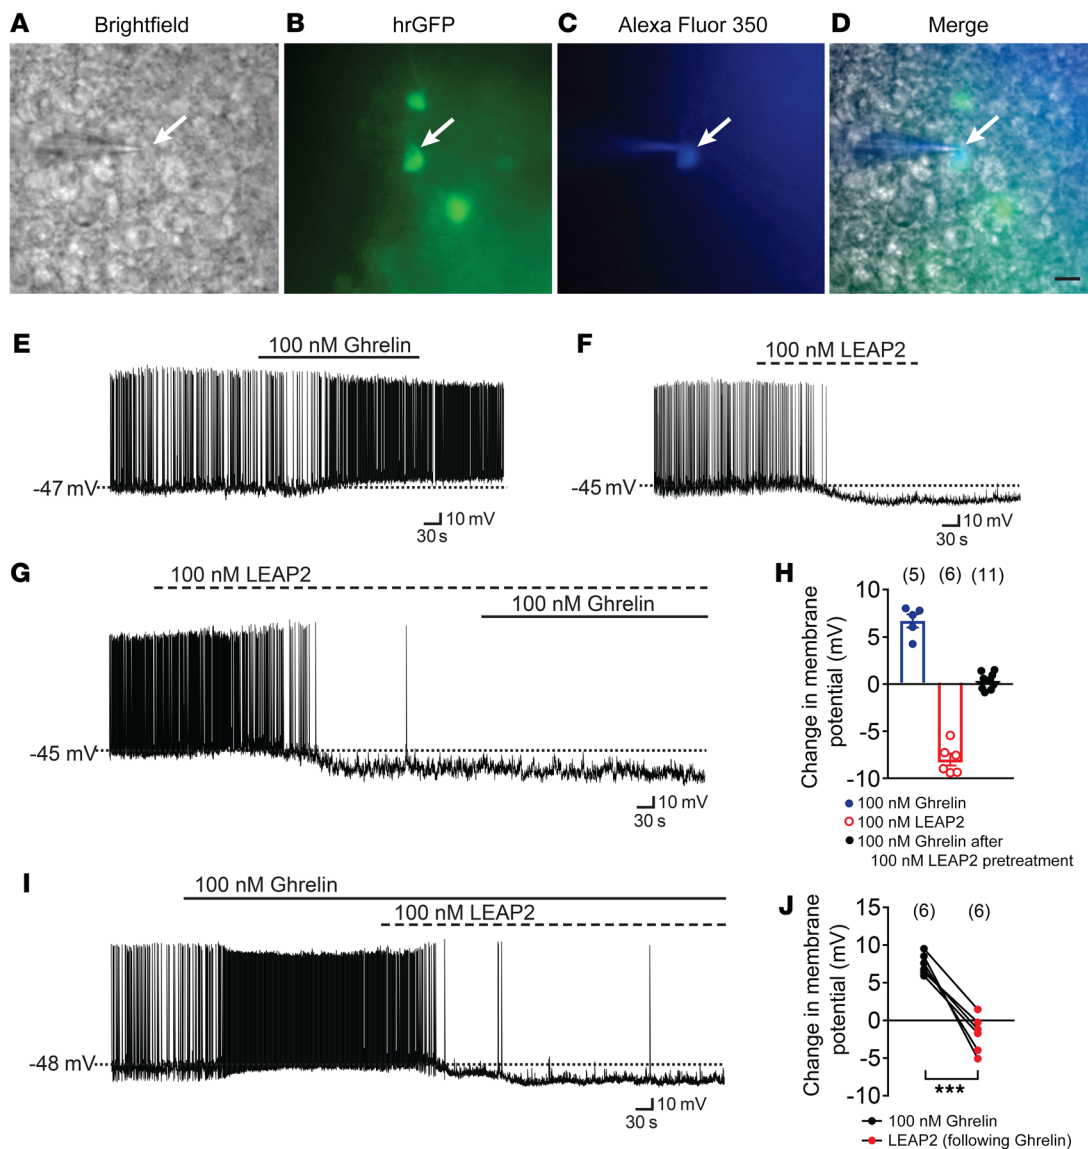 A Brightfield
B hrGFP
C Alexa Fluor 350
D Merge
E
100 nM Ghrelin
-47 mV
10 mV
30 s
F
100 nM LEAP2
-45 mV
10 mV
30 s
G
100 nM LEAP2
100 nM Ghrelin
-45 mV
10 mV
30 s
H
(5) (6) (11)
Change in membrane
potential (mV)
10
5
0
-5
-10
100 nM Ghrelin
100 nM LEAP2
100 nM Ghrelin after
100 nM LEAP2 pretreatment
I
100 nM Ghrelin
100 nM LEAP2
-48 mV
10 mV
30 s
J
(6) (6)
Change in membrane
potential (mV)
15
10
5
0
-5
-10
***
100 nM Ghrelin
LEAP2 (following Ghrelin)